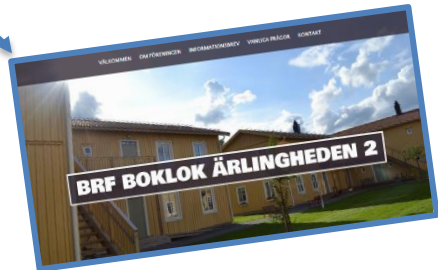 VÄLKOMMEN OM FÖRENINGEN INFORMATIONSBREV VANLIGA FRÅGOR KONTAKT
BRF BOKLOK ÄRLINGHEDEN 2